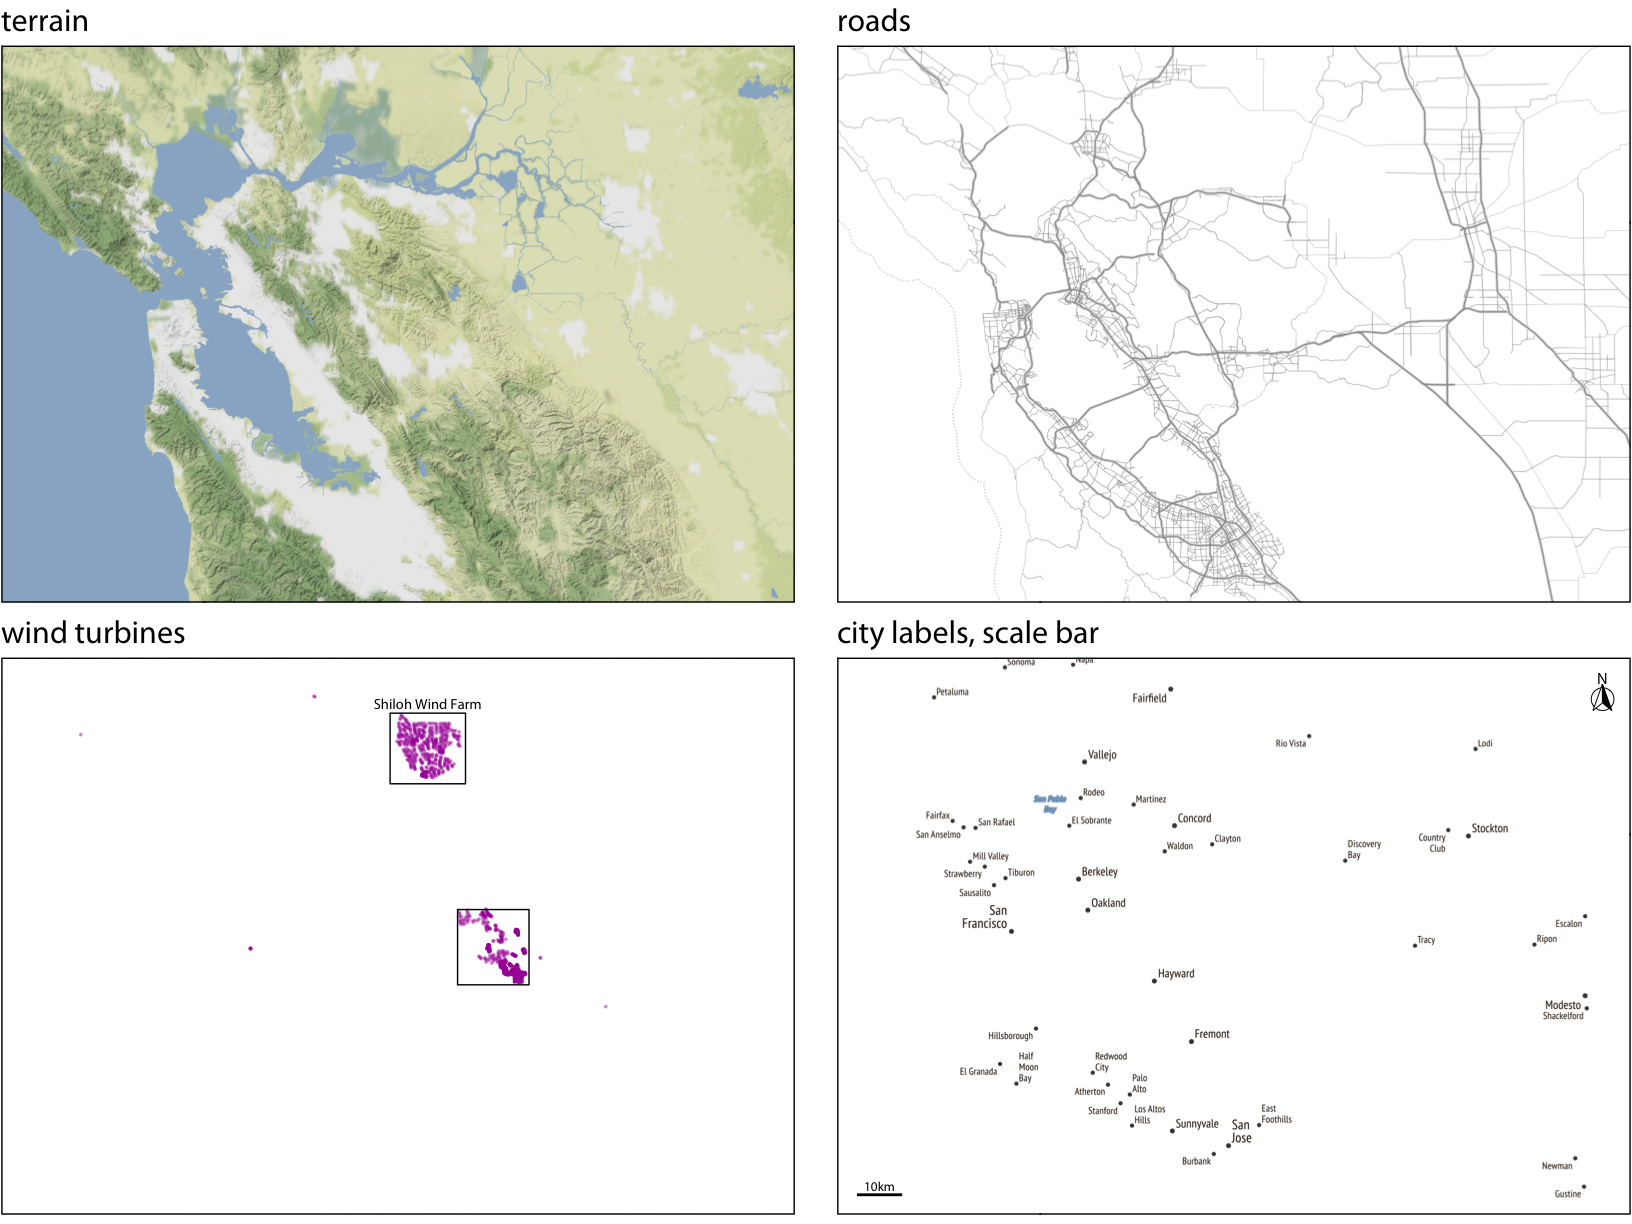 terrain
roads
wind turbines
Shiloh Wind Farm
city labels, scale bar
Sonoma
Napa
N
Petaluma
Fairfield
Rio Vista
Lodi
Vallejo
Rodeo
San Pablo
Bay
Martinez
Fairfax
San Rafael
San Anselmo
El Sobrante
Concord
Clayton
Waldon
Country
Club
Stockton
Discovery
Bay
Mill Valley
Strawberry
Tiburon
Sausalito
Berkeley
San
Francisco
Oakland
Escalon
Tracy
Ripon
Hayward
Modesto
Shackelford
Hillsborough
Fremont
El Granada
Half
Moon
Bay
Redwood
City
Atherton
Palo
Alto
Stanford
Los Altos
Hills
Sunnyvale
San
Jose
East
Foothills
Burbank
Newman
Gustine
10km